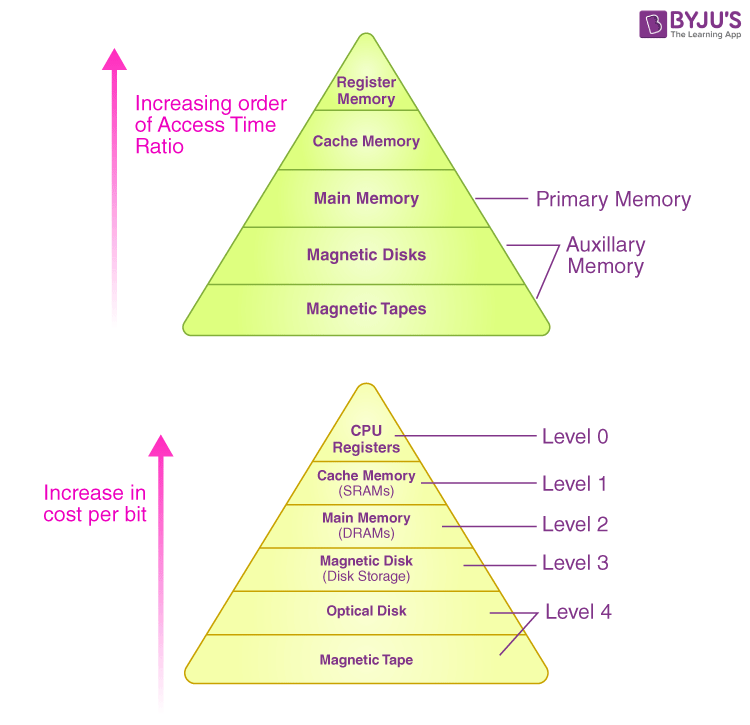 BYJU'S
The Learning App
Increasing order
of Access Time
Ratio
Register
Memory
Cache Memory
Main Memory
Magnetic Disks
Magnetic Tapes
Primary Memory
Auxillary
Memory
Increase in
cost per bit
CPU
Registers
Cache Memory
(SRAMs)
Main Memory
(DRAMs)
Magnetic Disk
(Disk Storage)
Optical Disk
Magnetic Tape
Level 0
Level 1
Level 2
Level 3
Level 4